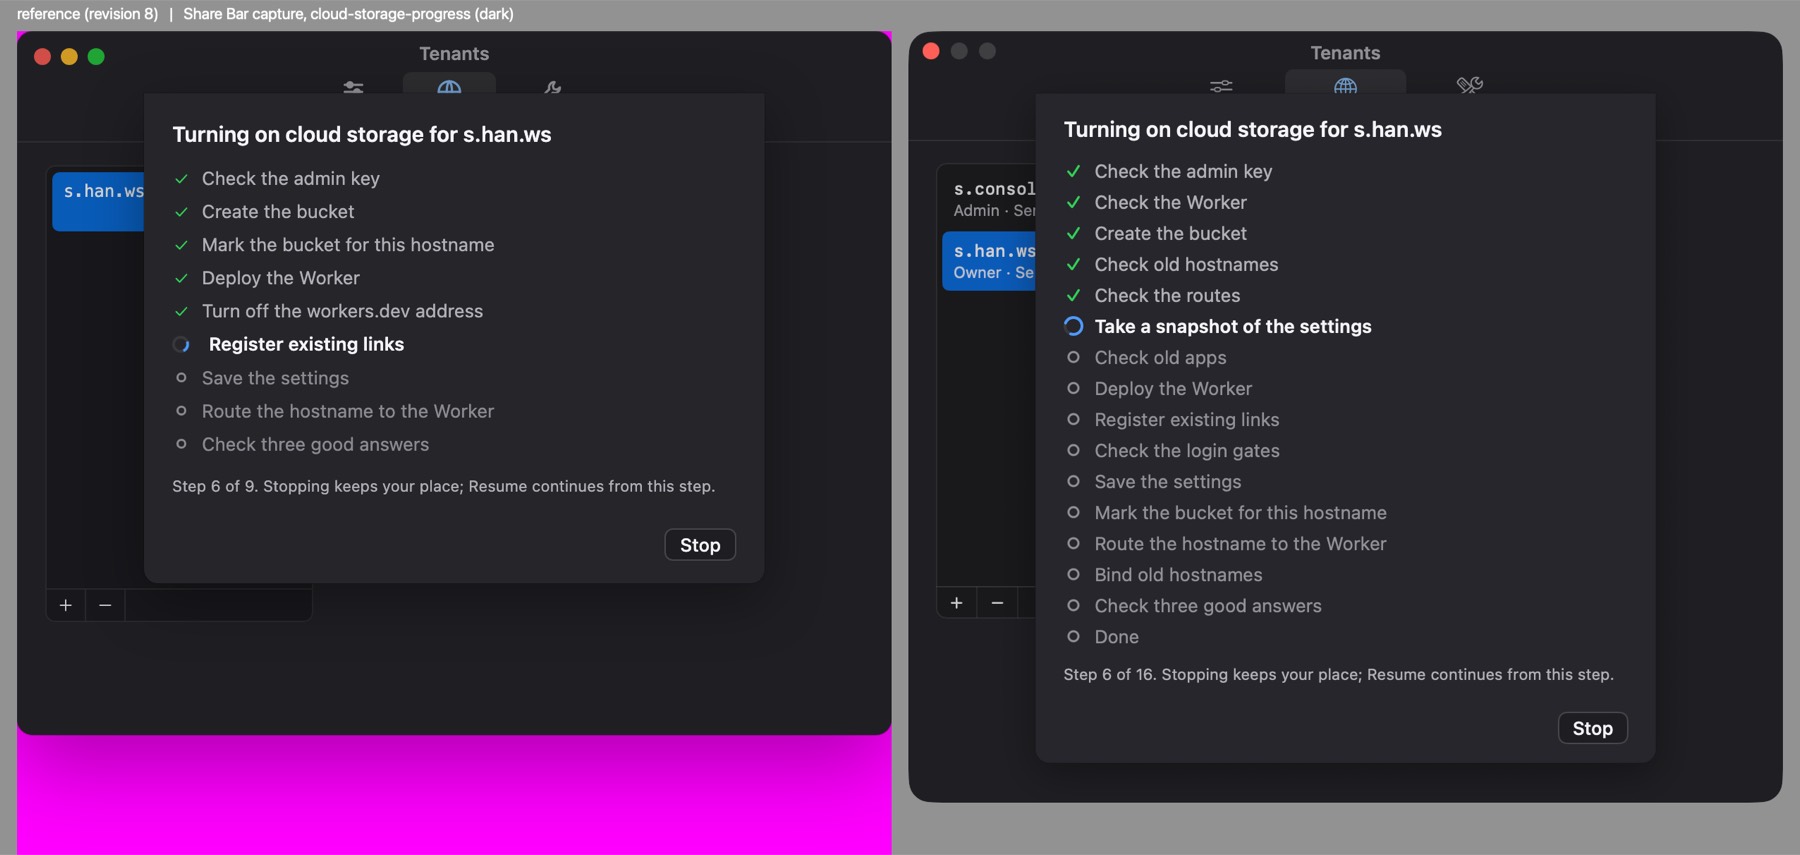 reference (revision 8) | Share Bar capture, cloud-storage-progress (dark)
Tenants
Turning on cloud storage for s.han.ws
s.han.ws
Check the admin key
Create the bucket
Mark the bucket for this hostname
Deploy the Worker
Turn off the workers.dev address
Register existing links
Save the settings
Route the hostname to the Worker
Check three good answers
Step 6 of 9. Stopping keeps your place; Resume continues from this step.
Stop
+ −
Tenants
Turning on cloud storage for s.han.ws
s.consol
Admin · Ser
s.han.ws
Owner · Se
Check the admin key
Check the Worker
Create the bucket
Check old hostnames
Check the routes
Take a snapshot of the settings
Check old apps
Deploy the Worker
Register existing links
Check the login gates
Save the settings
Mark the bucket for this hostname
Route the hostname to the Worker
Bind old hostnames
Check three good answers
Done
Step 6 of 16. Stopping keeps your place; Resume continues from this step.
Stop
+ −